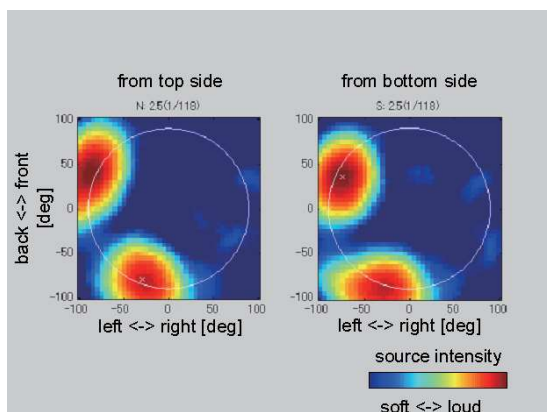 from top side
from bottom side
N: 25(1/118)
S: 25(1/118)
100
50
0
-50
-100
-100
-50
0
50
100
100
50
0
-50
-100
-100
-50
0
50
100
back <-> front
[deg]
left <-> right [deg]
left <-> right [deg]
source intensity
soft <-> loud